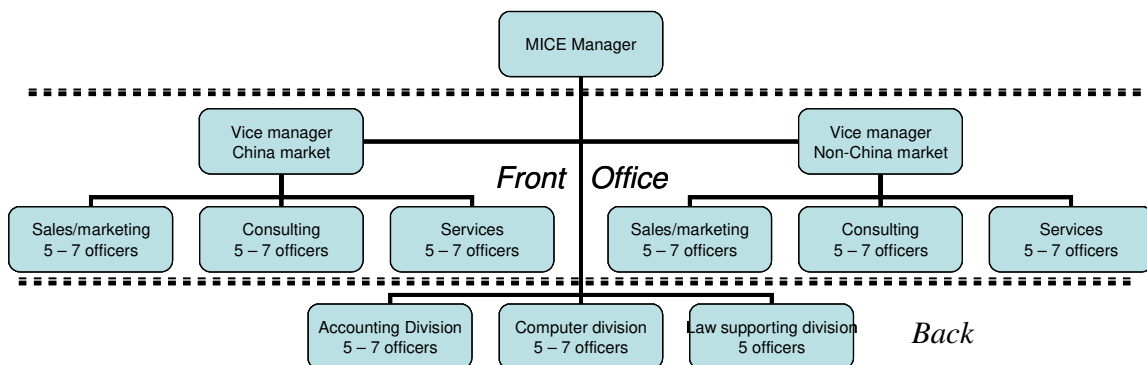 MICE Manager
Vice manager
China market
Vice manager
Non-China market
Front Office
Sales/marketing
5 – 7 officers
Consulting
5 – 7 officers
Services
5 – 7 officers
Sales/marketing
5 – 7 officers
Consulting
5 – 7 officers
Services
5 – 7 officers
Accounting Division
5 – 7 officers
Computer division
5 – 7 officers
Law supporting division
5 officers
Back